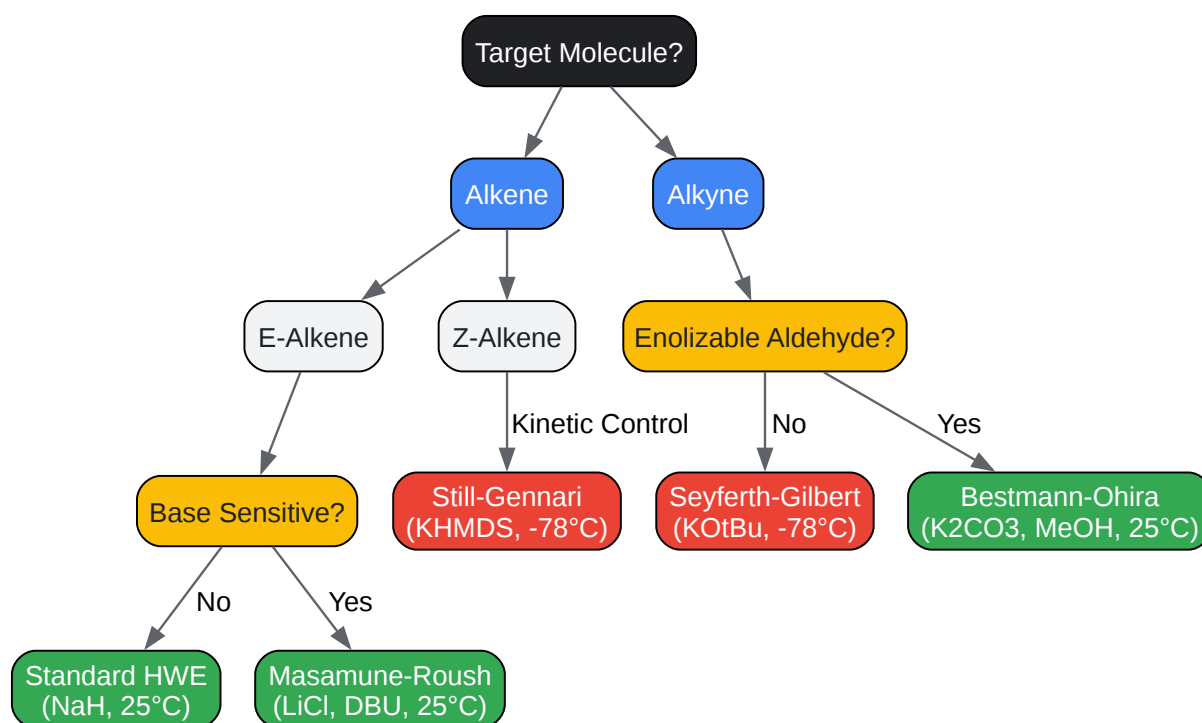 Target Molecule?
Alkene
Alkyne
E-Alkene
Z-Alkene
Enolizable Aldehyde?
Kinetic Control
No
Yes
Base Sensitive?
Still-Gennari
(KHMDS, -78°C)
Seyferth-Gilbert
(KOtBu, -78°C)
Bestmann-Ohira
(K2CO3, MeOH, 25°C)
No
Yes
Standard HWE
(NaH, 25°C)
Masamune-Roush
(LiCl, DBU, 25°C)